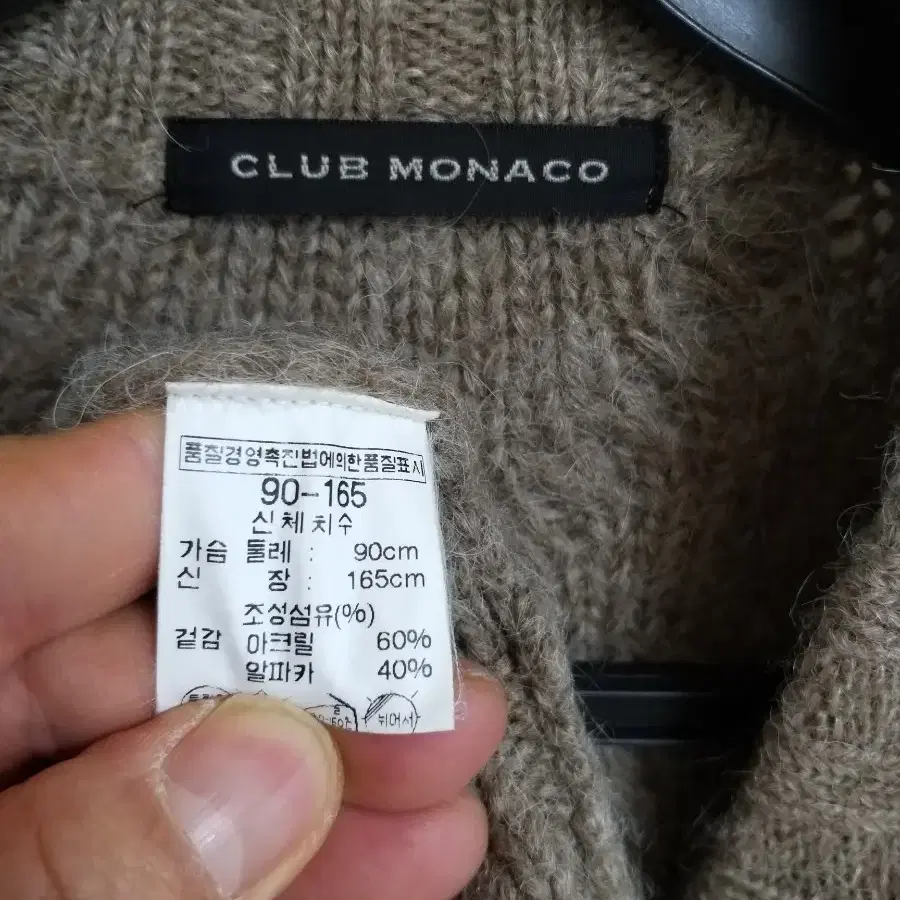 CLUB MONACO
품질경영촉진법에의한품질표시
90-165
신체치수
가슴 둘레 : 90cm
신 장 : 165cm
조성섬유(%)
겉감 아크릴 60%
알파카 40%
뉘어서